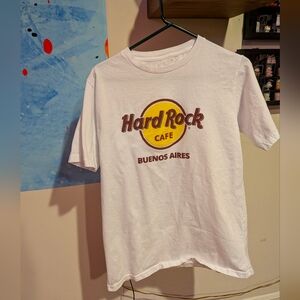 Hard Rock
CAFE
BUENOS AIRES